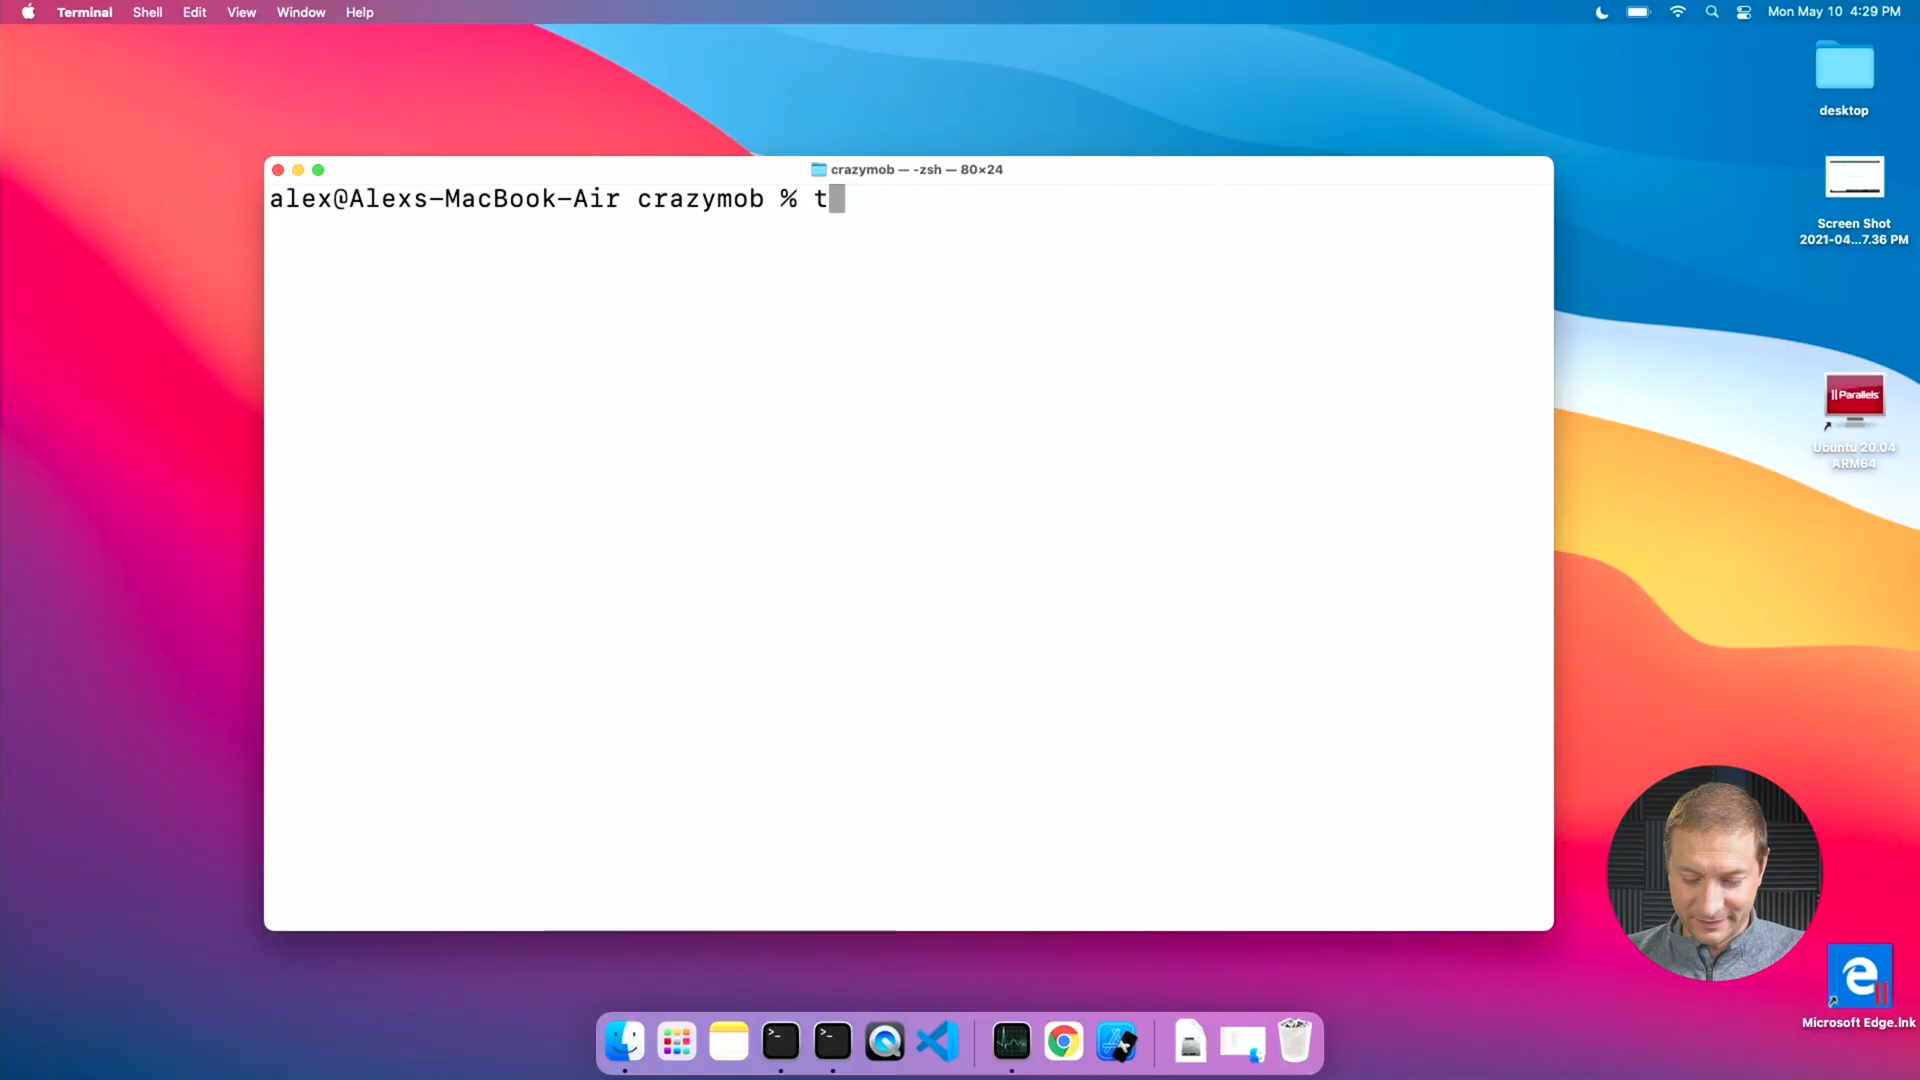 Terminal Shell Edit View Window Help
Mon May 10 4:29 PM
desktop
Screen Shot
2021-04...7.36 PM
crazymob — -zsh — 80×24
alex@Alexs-MacBook-Air crazymob % t
Parallels
Ubuntu 20.04
ARM64
Microsoft Edge.lnk